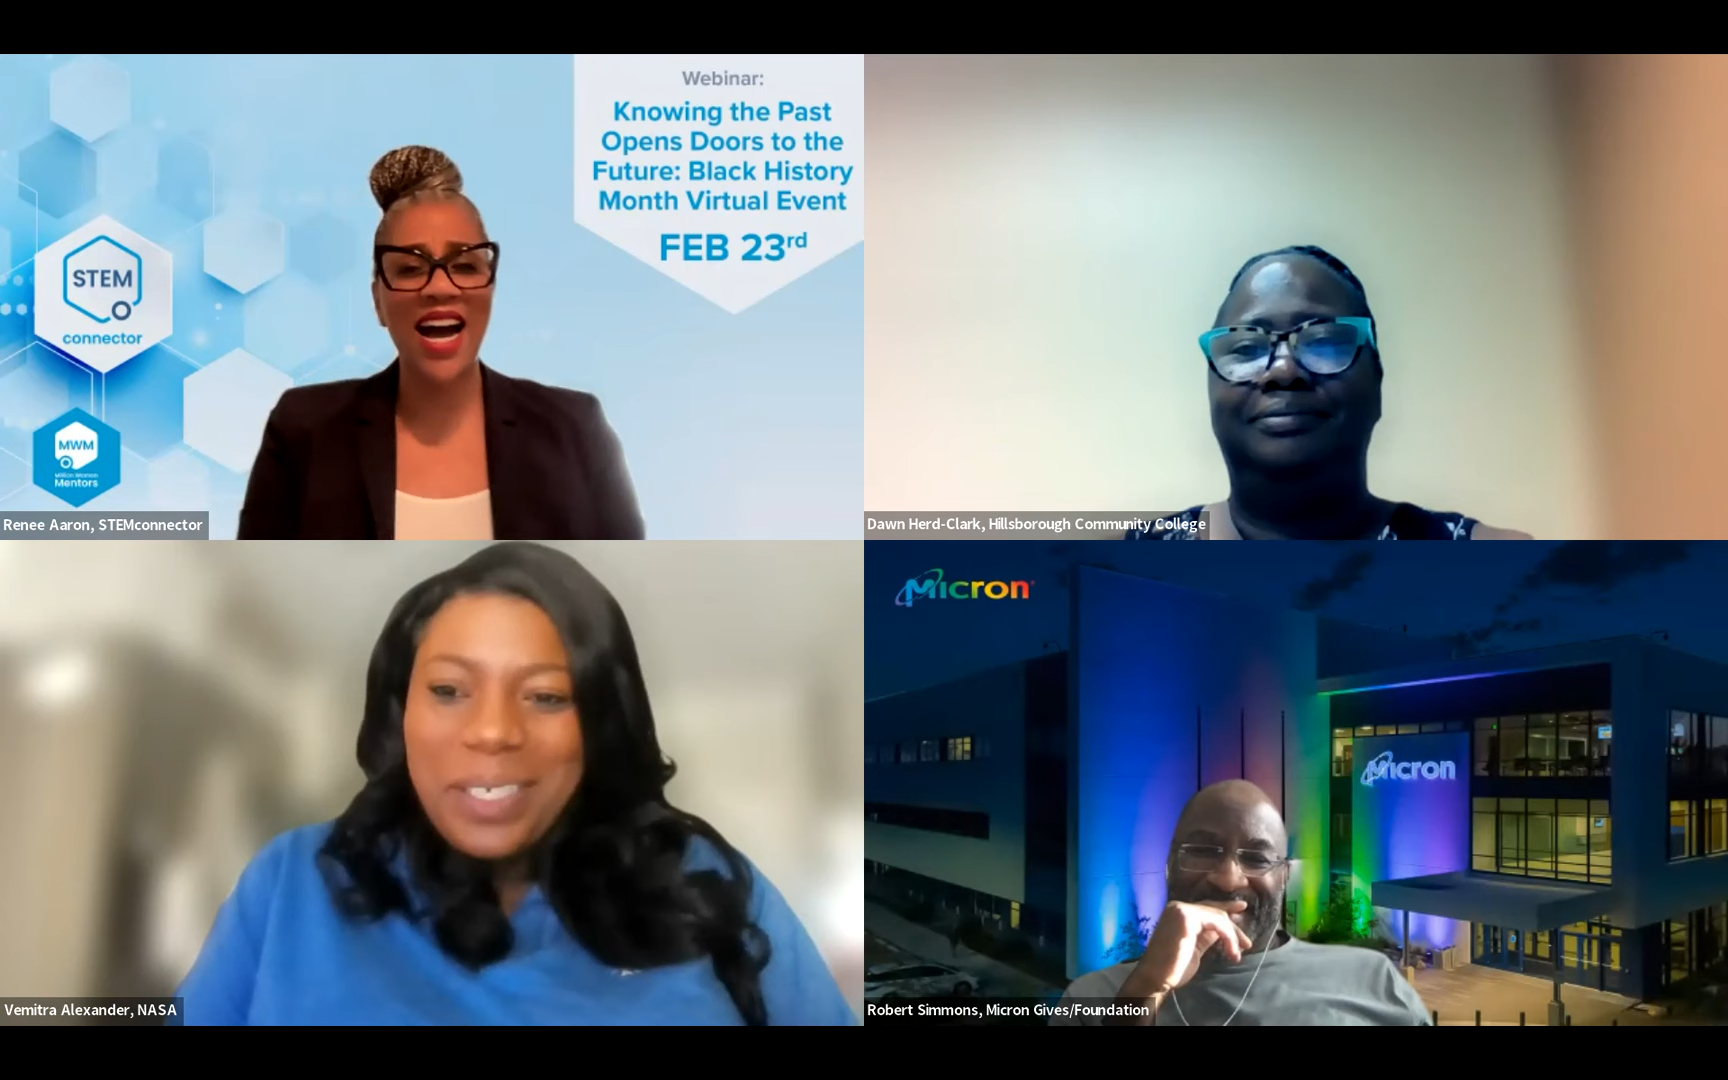 Webinar:
Knowing the Past
Opens Doors to the
Future: Black History
Month Virtual Event
FEB 23rd
STEM
connector
MWM
Million Women
Mentors
Renee Aaron, STEMconnector
Dawn Herd-Clark, Hillsborough Community College
Vemitra Alexander, NASA
Micron
Micron
Robert Simmons, Micron Gives/Foundation